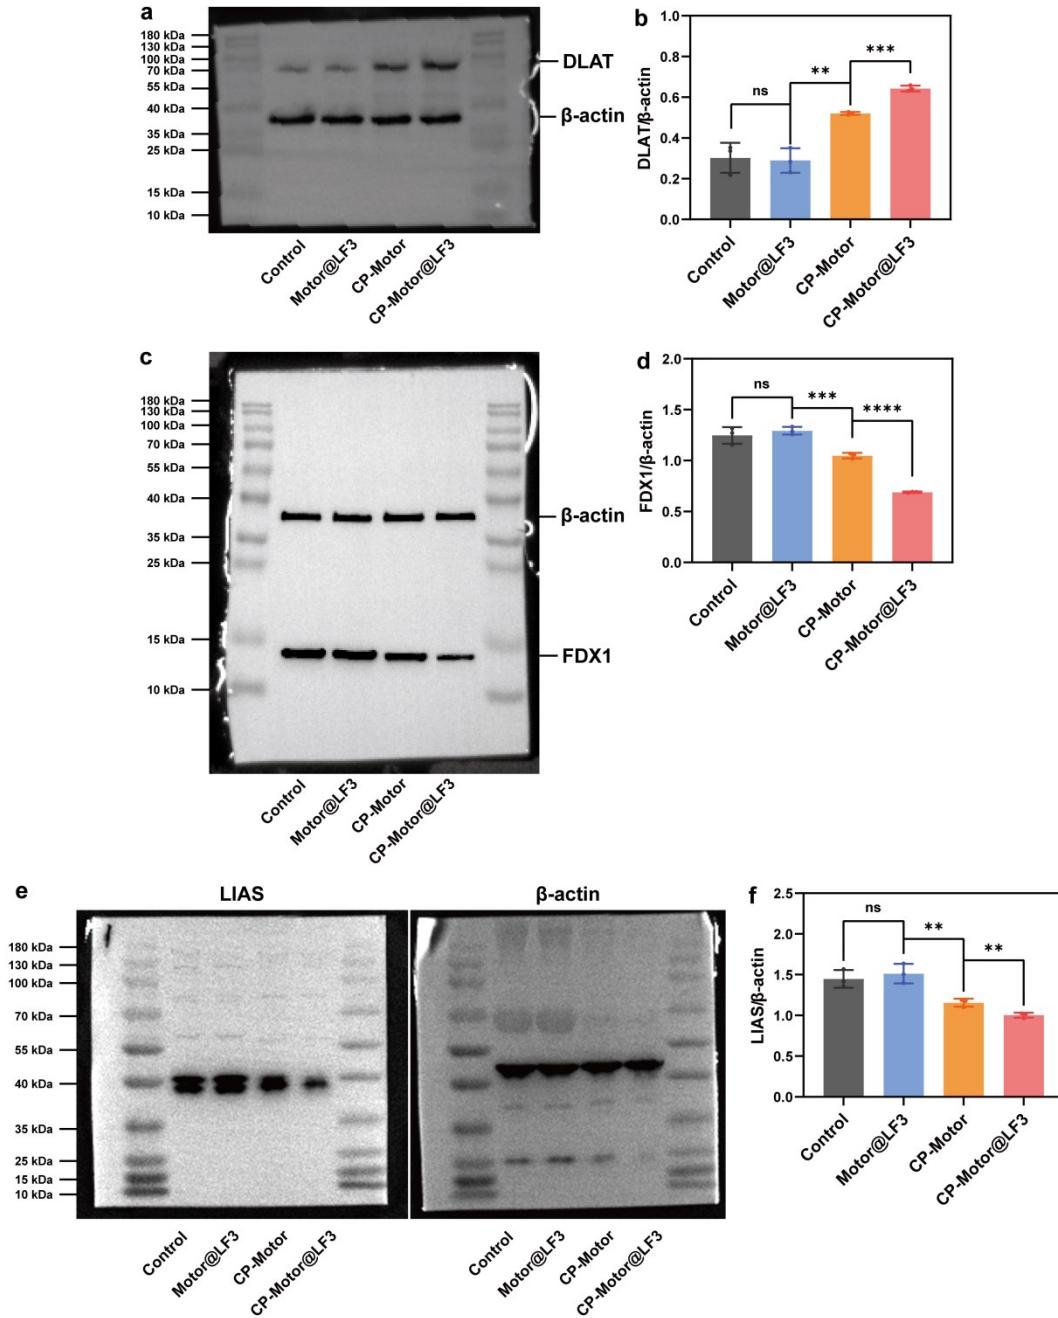 a
180 kDa
130 kDa
100 kDa
70 kDa
55 kDa
40 kDa
35 kDa
25 kDa
15 kDa
10 kDa
DLAT
β-actin
Control
Motor@LF3
CP-Motor
CP-Motor@LF3
b
DLAT/β-actin
1.0
0.8
0.6
0.4
0.2
0.0
ns
**
***
Control
Motor@LF3
CP-Motor
CP-Motor@LF3
c
180 kDa
130 kDa
100 kDa
70 kDa
55 kDa
40 kDa
35 kDa
25 kDa
15 kDa
10 kDa
β-actin
FDX1
Control
Motor@LF3
CP-Motor
CP-Motor@LF3
d
FDX1/β-actin
2.0
1.5
1.0
0.5
0.0
ns
***
****
Control
Motor@LF3
CP-Motor
CP-Motor@LF3
e
LIAS
β-actin
180 kDa
130 kDa
100 kDa
70 kDa
55 kDa
40 kDa
35 kDa
25 kDa
15 kDa
10 kDa
Control
Motor@LF3
CP-Motor
CP-Motor@LF3
Control
Motor@LF3
CP-Motor
CP-Motor@LF3
f
LIAS/β-actin
2.5
2.0
1.5
1.0
0.5
0.0
ns
**
**
Control
Motor@LF3
CP-Motor
CP-Motor@LF3